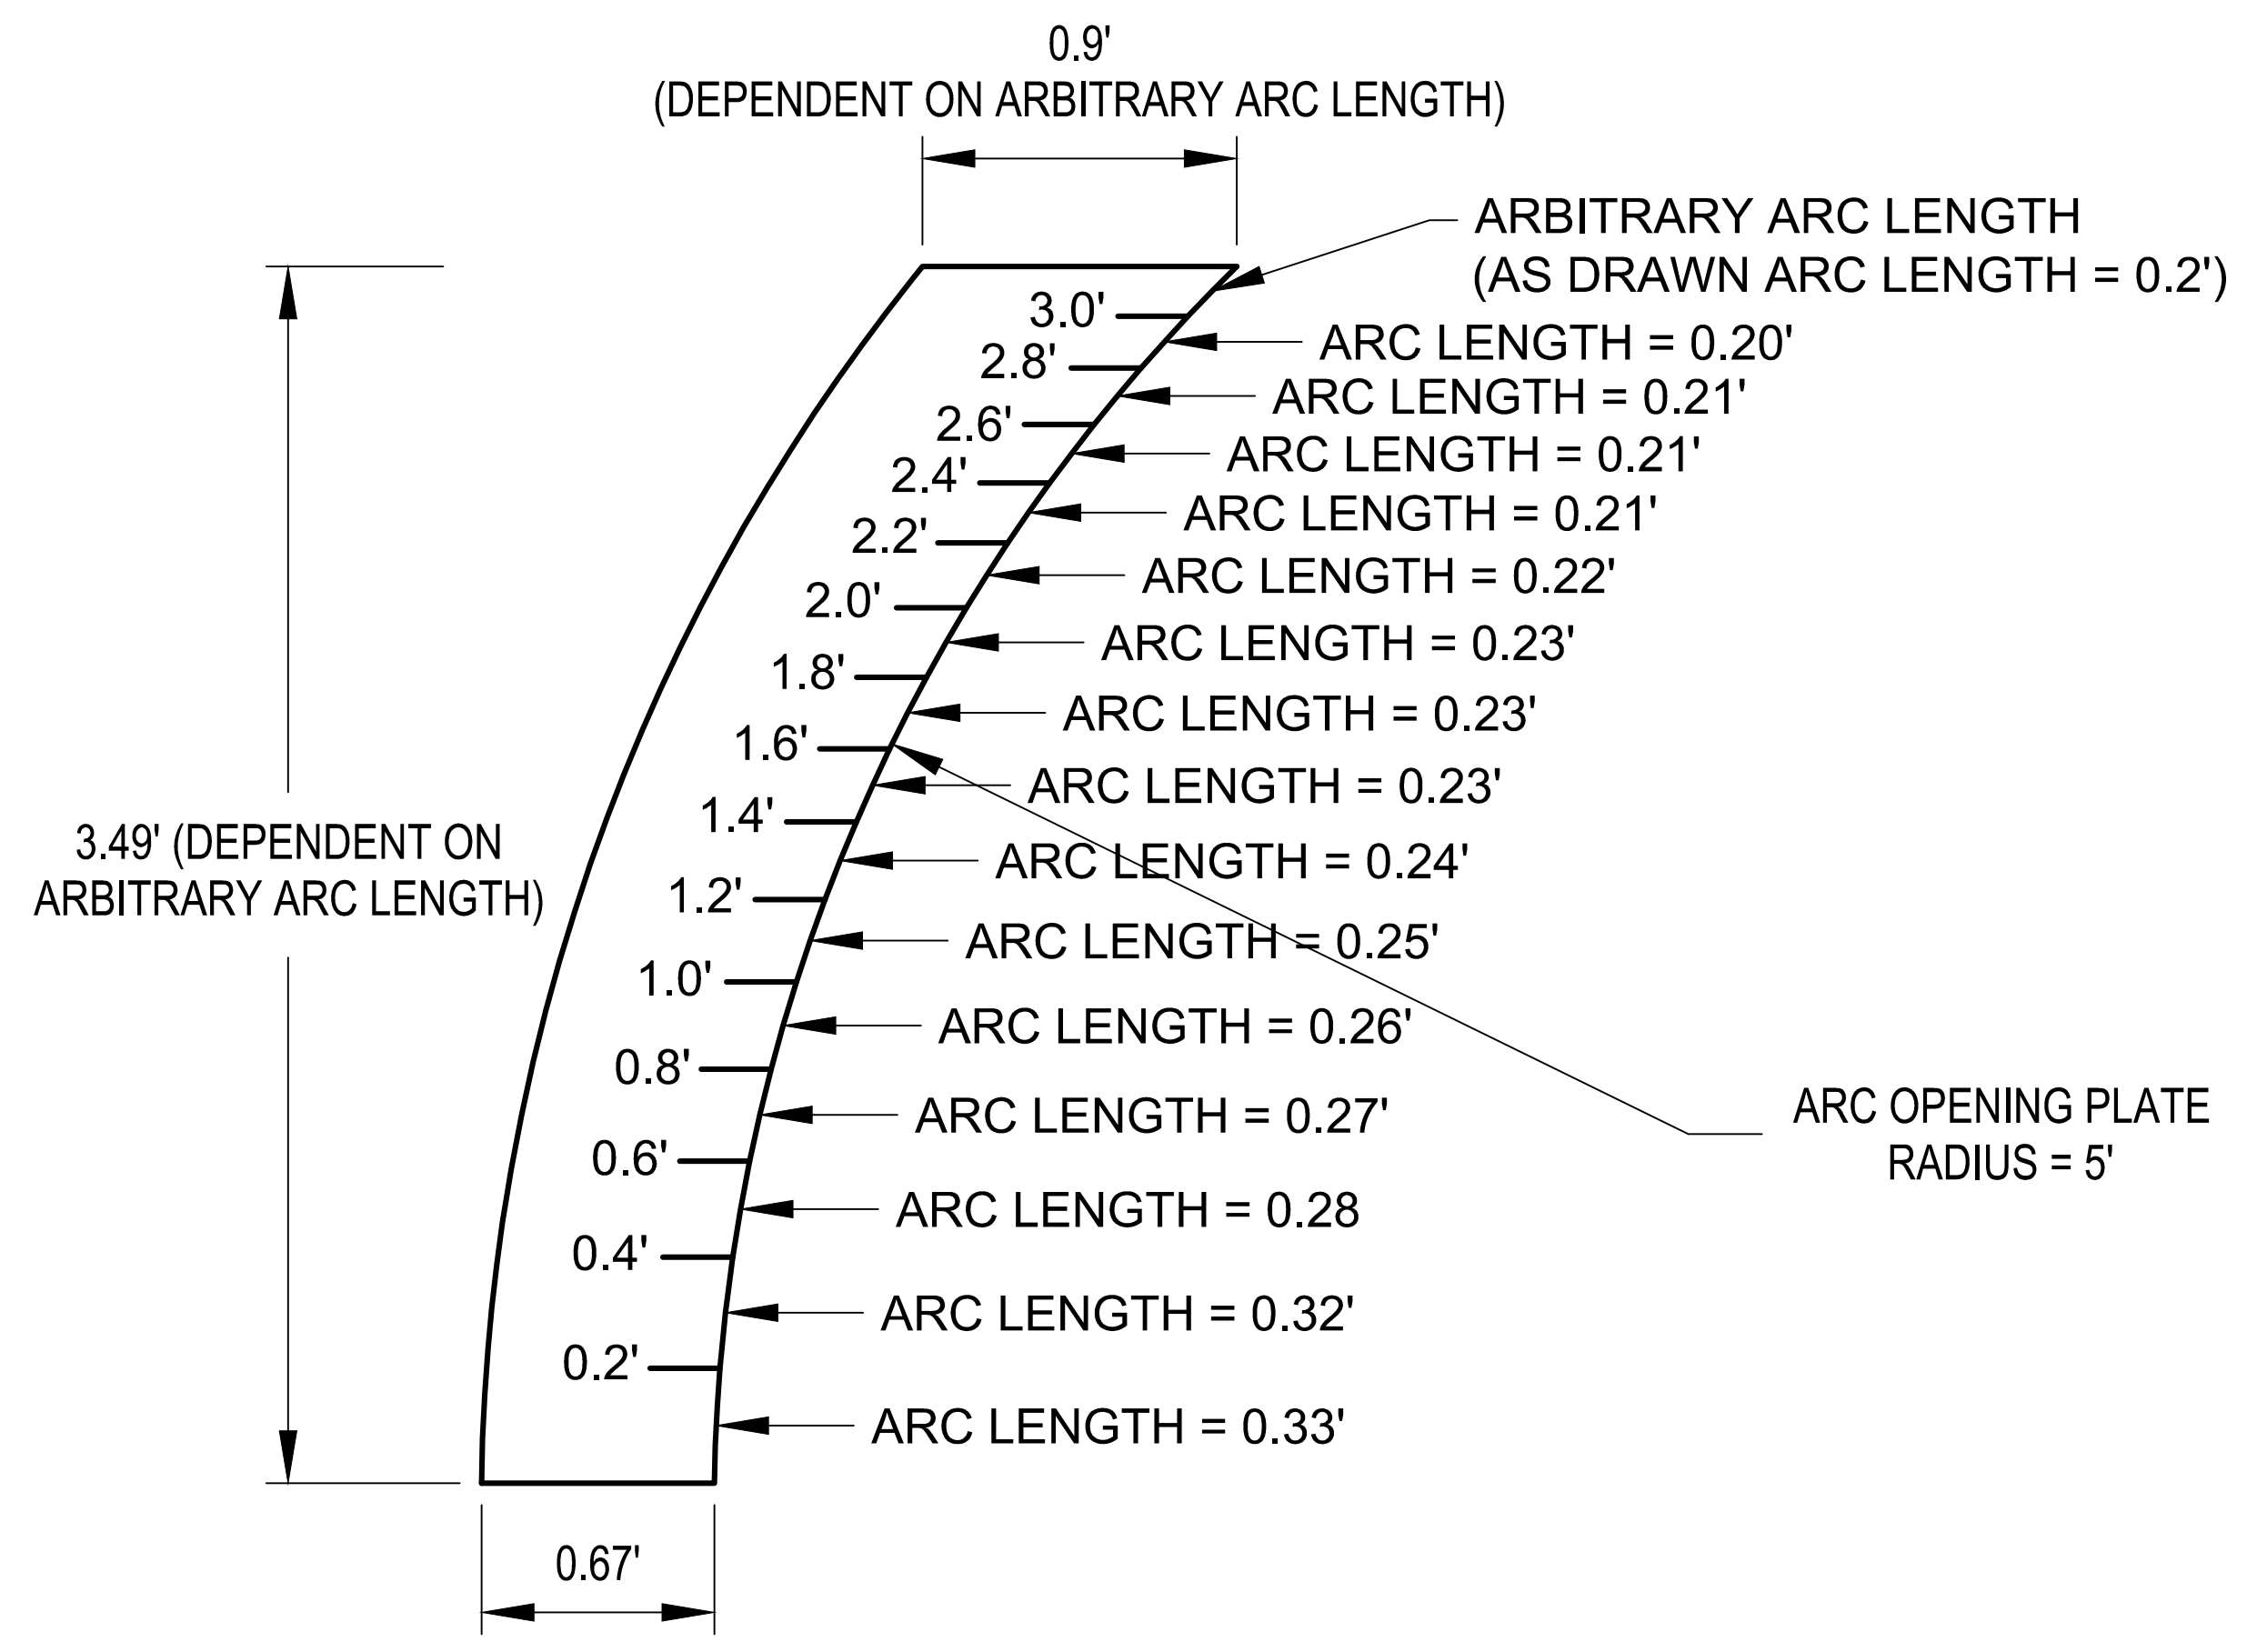 0.9'
(DEPENDENT ON ARBITRARY ARC LENGTH)
ARBITRARY ARC LENGTH
(AS DRAWN ARC LENGTH = 0.2')
3.0'
ARC LENGTH = 0.20'
2.8'
ARC LENGTH = 0.21'
2.6'
ARC LENGTH = 0.21'
2.4'
ARC LENGTH = 0.21'
2.2'
ARC LENGTH = 0.22'
2.0'
ARC LENGTH = 0.23'
1.8'
ARC LENGTH = 0.23'
1.6'
ARC LENGTH = 0.23'
1.4'
3.49' (DEPENDENT ON
ARBITRARY ARC LENGTH)
ARC LENGTH = 0.24'
1.2'
ARC LENGTH = 0.25'
1.0'
ARC LENGTH = 0.26'
0.8'
ARC LENGTH = 0.27'
ARC OPENING PLATE
RADIUS = 5'
0.6'
ARC LENGTH = 0.28
0.4'
ARC LENGTH = 0.32'
0.2'
ARC LENGTH = 0.33'
0.67'